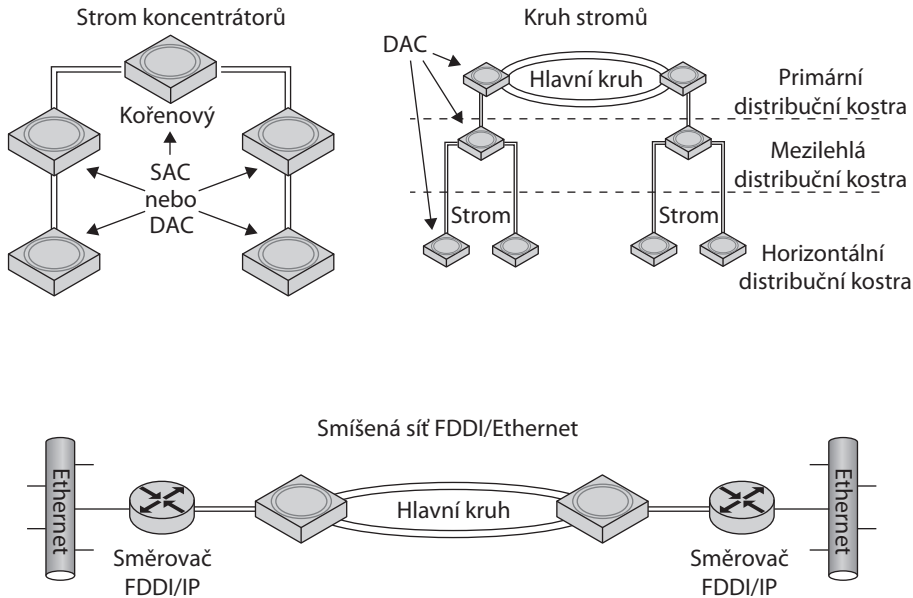 Strom koncentrátorů
Kořenový
SAC
nebo
DAC
Kruh stromů
DAC
Hlavní kruh
Primární
distribuční kostra
Mezilehlá
distribuční kostra
Strom
Strom
Horizontální
distribuční kostra
Smíšená síť FDDI/Ethernet
Ethernet
Směrovač
FDDI/IP
Hlavní kruh
Směrovač
FDDI/IP
Ethernet